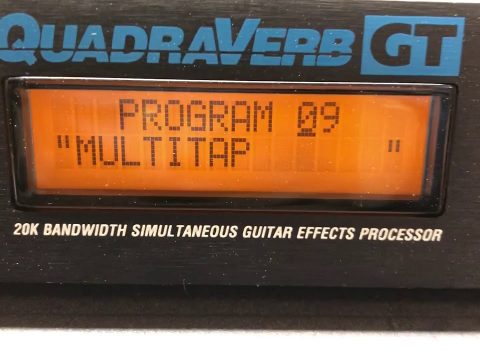 QUADRAVERB GT
PROGRAM 09
"MULTITAP "
20K BANDWIDTH SIMULTANEOUS GUITAR EFFECTS PROCESSOR